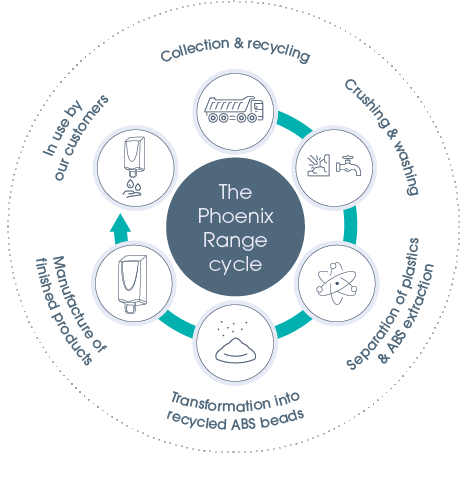 Collection & recycling
Crushing & washing
Separation of plastics
& ABS extraction
Transformation into
recycled ABS beads
Manufacture of
finished products
In use by
our customers
The
Phoenix
Range
cycle